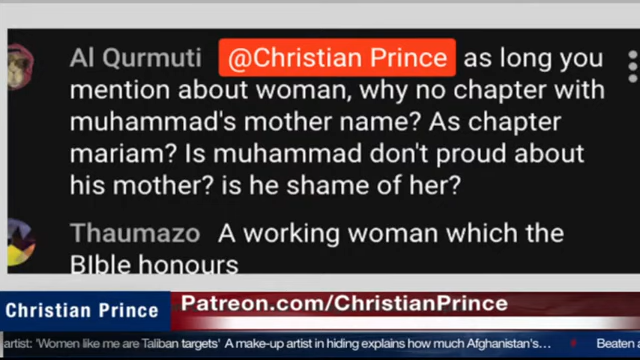 Al Qurmuti @Christian Prince as long you
mention about woman, why no chapter with
muhammad's mother name? As chapter
mariam? Is muhammad don't proud about
his mother? is he shame of her?
Thaumazo A working woman which the
BIble honours
Christian Prince
Patreon.com/ChristianPrince
artist: 'Women like me are Taliban targets' A make-up artist in hiding explains how much Afghanistan's... Beaten a